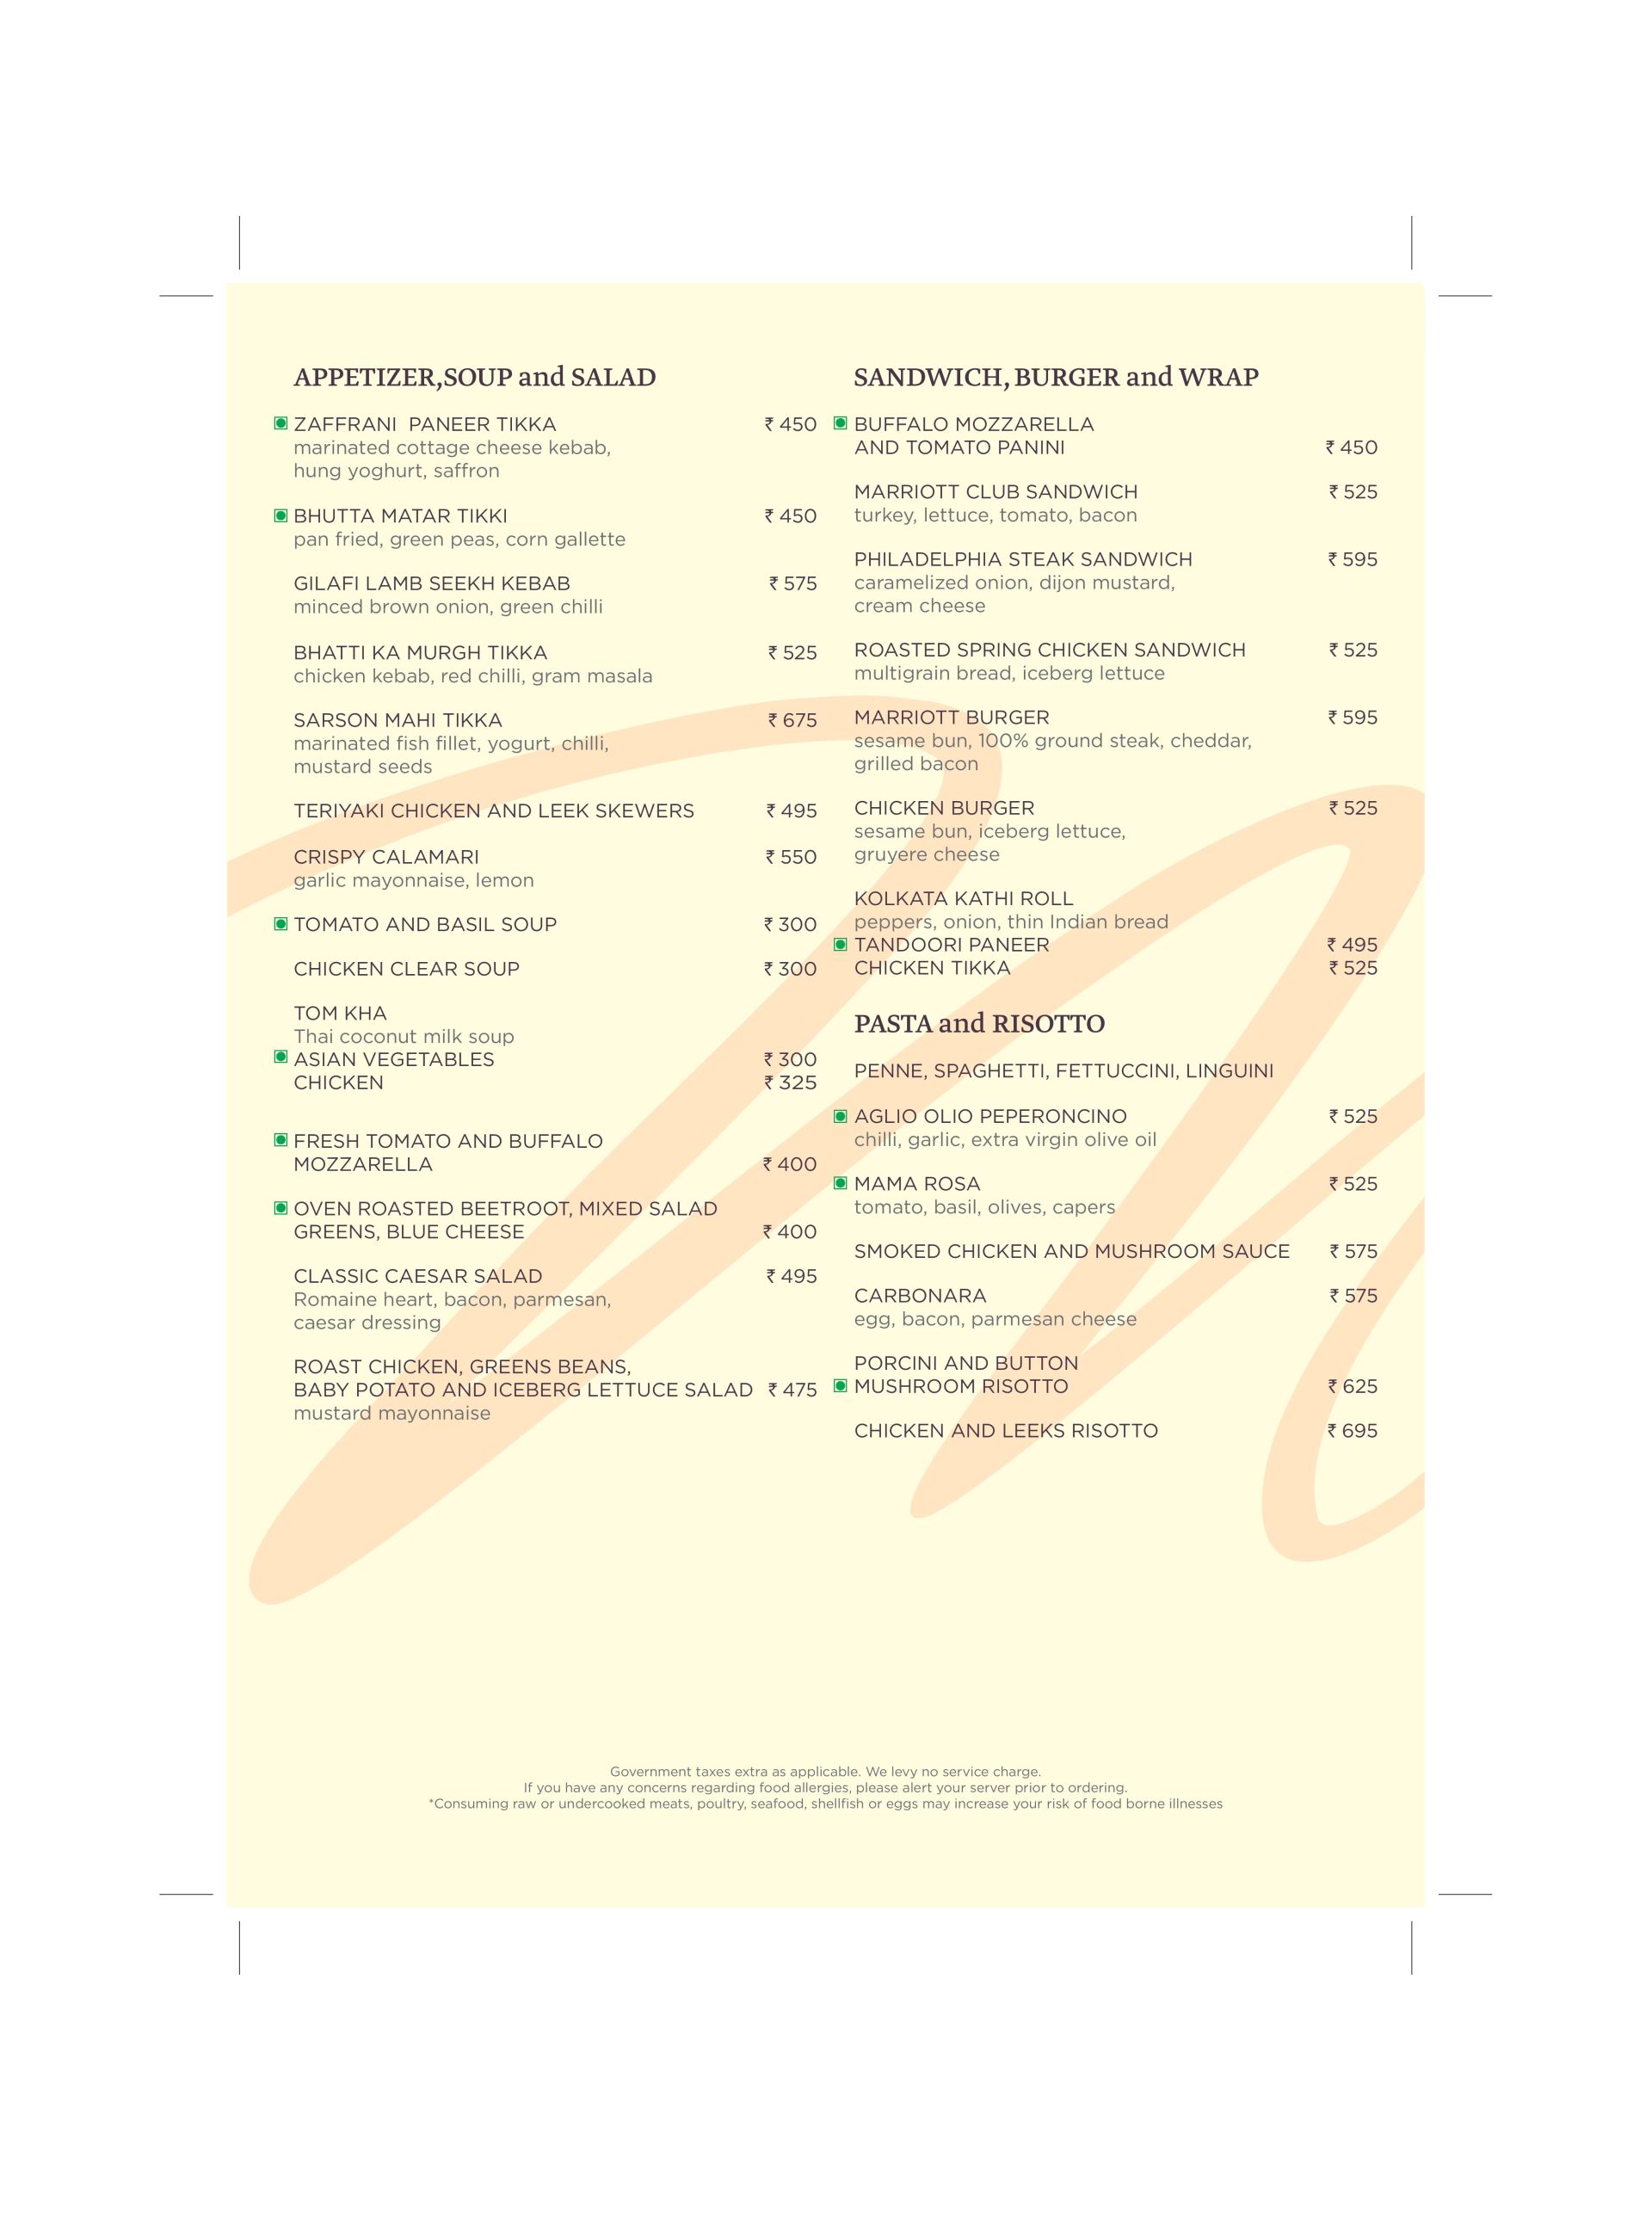 APPETIZER,SOUP and SALAD
ZAFFRANI  PANEER TIKKA ₹ 450
marinated cottage cheese kebab,
hung yoghurt, saffron
BHUTTA MATAR TIKKI ₹ 450
pan fried, green peas, corn gallette
GILAFI LAMB SEEKH KEBAB ₹ 575
minced brown onion, green chilli
BHATTI KA MURGH TIKKA ₹ 525
chicken kebab, red chilli, gram masala
SARSON MAHI TIKKA ₹ 675
marinated fish fillet, yogurt, chilli,
mustard seeds
TERIYAKI CHICKEN AND LEEK SKEWERS ₹ 495
CRISPY CALAMARI ₹ 550
garlic mayonnaise, lemon
TOMATO AND BASIL SOUP ₹ 300
CHICKEN CLEAR SOUP ₹ 300
TOM KHA
Thai coconut milk soup
ASIAN VEGETABLES ₹ 300
CHICKEN ₹ 325
FRESH TOMATO AND BUFFALO
MOZZARELLA ₹ 400
OVEN ROASTED BEETROOT, MIXED SALAD
GREENS, BLUE CHEESE ₹ 400
CLASSIC CAESAR SALAD ₹ 495
Romaine heart, bacon, parmesan,
caesar dressing
ROAST CHICKEN, GREENS BEANS,
BABY POTATO AND ICEBERG LETTUCE SALAD ₹ 475
mustard mayonnaise
SANDWICH, BURGER and WRAP
BUFFALO MOZZARELLA
AND TOMATO PANINI ₹ 450
MARRIOTT CLUB SANDWICH ₹ 525
turkey, lettuce, tomato, bacon
PHILADELPHIA STEAK SANDWICH ₹ 595
caramelized onion, dijon mustard,
cream cheese
ROASTED SPRING CHICKEN SANDWICH ₹ 525
multigrain bread, iceberg lettuce
MARRIOTT BURGER ₹ 595
sesame bun, 100% ground steak, cheddar,
grilled bacon
CHICKEN BURGER ₹ 525
sesame bun, iceberg lettuce,
gruyere cheese
KOLKATA KATHI ROLL
peppers, onion, thin Indian bread
TANDOORI PANEER ₹ 495
CHICKEN TIKKA ₹ 525
PASTA and RISOTTO
PENNE, SPAGHETTI, FETTUCCINI, LINGUINI
AGLIO OLIO PEPERONCINO ₹ 525
chilli, garlic, extra virgin olive oil
MAMA ROSA ₹ 525
tomato, basil, olives, capers
SMOKED CHICKEN AND MUSHROOM SAUCE ₹ 575
CARBONARA ₹ 575
egg, bacon, parmesan cheese
PORCINI AND BUTTON
MUSHROOM RISOTTO ₹ 625
CHICKEN AND LEEKS RISOTTO ₹ 695
Government taxes extra as applicable. We levy no service charge.
If you have any concerns regarding food allergies, please alert your server prior to ordering.
*Consuming raw or undercooked meats, poultry, seafood, shellfish or eggs may increase your risk of food borne illnesses